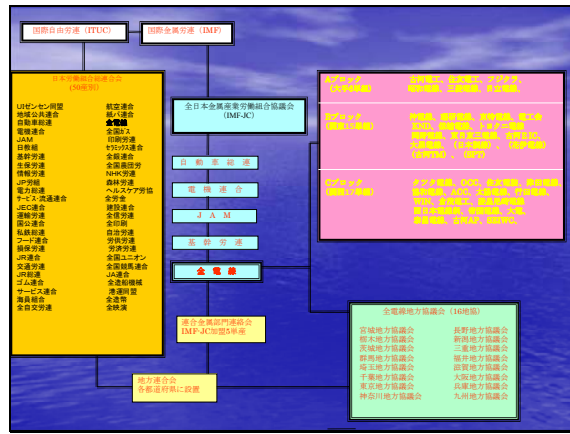 国際自由労連（ITUC）
国際金属労連（IMF）
日本労働組合総連合会
(50産別)
UIゼンセン同盟
地域公共連合
自動車総連
電機連合
JAM
日教組
基幹労連
生保労連
情報労連
JP労組
電力総連
サービス・流通連合
JEC連合
運輸労連
国公連合
私鉄総連
フード連合
損保労連
JR連合
交通労連
JR総連
ゴム連合
サービス連合
海員組合
全自交労連
航空連合
紙パ連合
全電線
全国ガス
印刷労連
セラミックス連合
全銀連合
全国農団労
NHK労連
森林労連
ヘルスケア労協
全労金
建設連合
全信労連
全印刷
自治労連
労供労連
労済労連
全国ユニオン
全国競馬連合
JA連合
全造船機械
港運同盟
全造幣
全映演
全日本金属産業労働組合協議会
(IMF-JC)
自動車総連
電機連合
JAM
基幹労連
全電線
連合金属部門連絡会
IMF-JC加盟5単産
地方連合会
各都道府県に設置
Aブロック
(大手6単組)
古河電工、住友電工、フジクラ、
昭和電線、三菱電線、日立電線、
Bブロック
Cブロック
全電線地方協議会（16地協）
宮城地方協議会
栃木地方協議会
茨城地方協議会
群馬地方協議会
埼玉地方協議会
千葉地方協議会
東京地方協議会
神奈川地方協議会
長野地方協議会
新潟地方協議会
三重地方協議会
福井地方協議会
滋賀地方協議会
大阪地方協議会
兵庫地方協議会
九州地方協議会